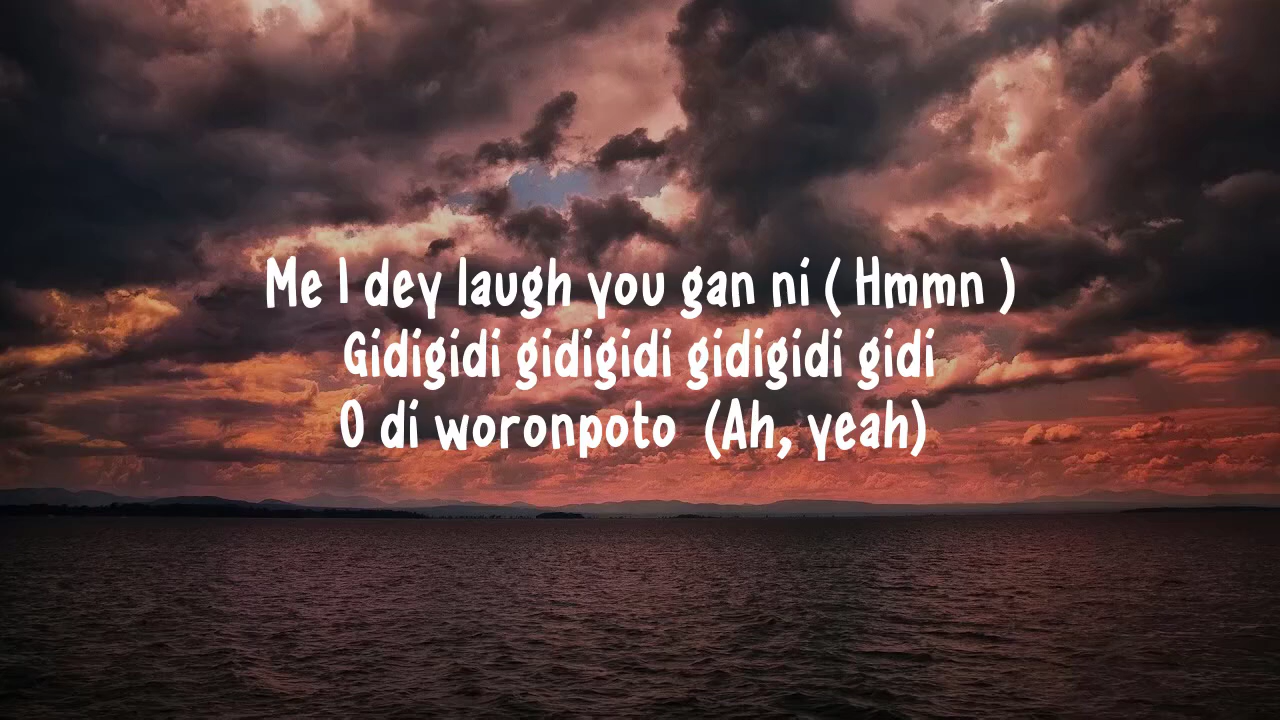 Me I dey laugh you gan ni ( Hmmn )
Gidigidi gidigidi gidigidi gidi
O di woronpoto (Ah, yeah)